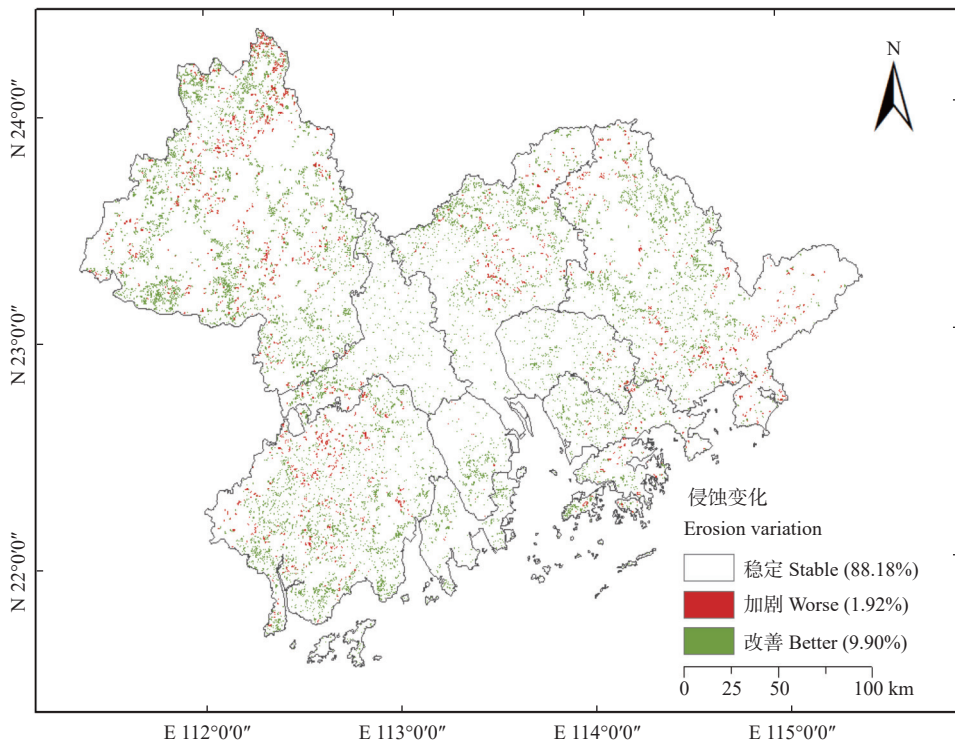 N
N 24°0′0″
N 23°0′0″
N 22°0′0″
侵蚀变化
Erosion variation
稳定 Stable (88.18%)
加剧 Worse (1.92%)
改善 Better (9.90%)
0 25 50 100 km
E 112°0′0″ E 113°0′0″ E 114°0′0″ E 115°0′0″